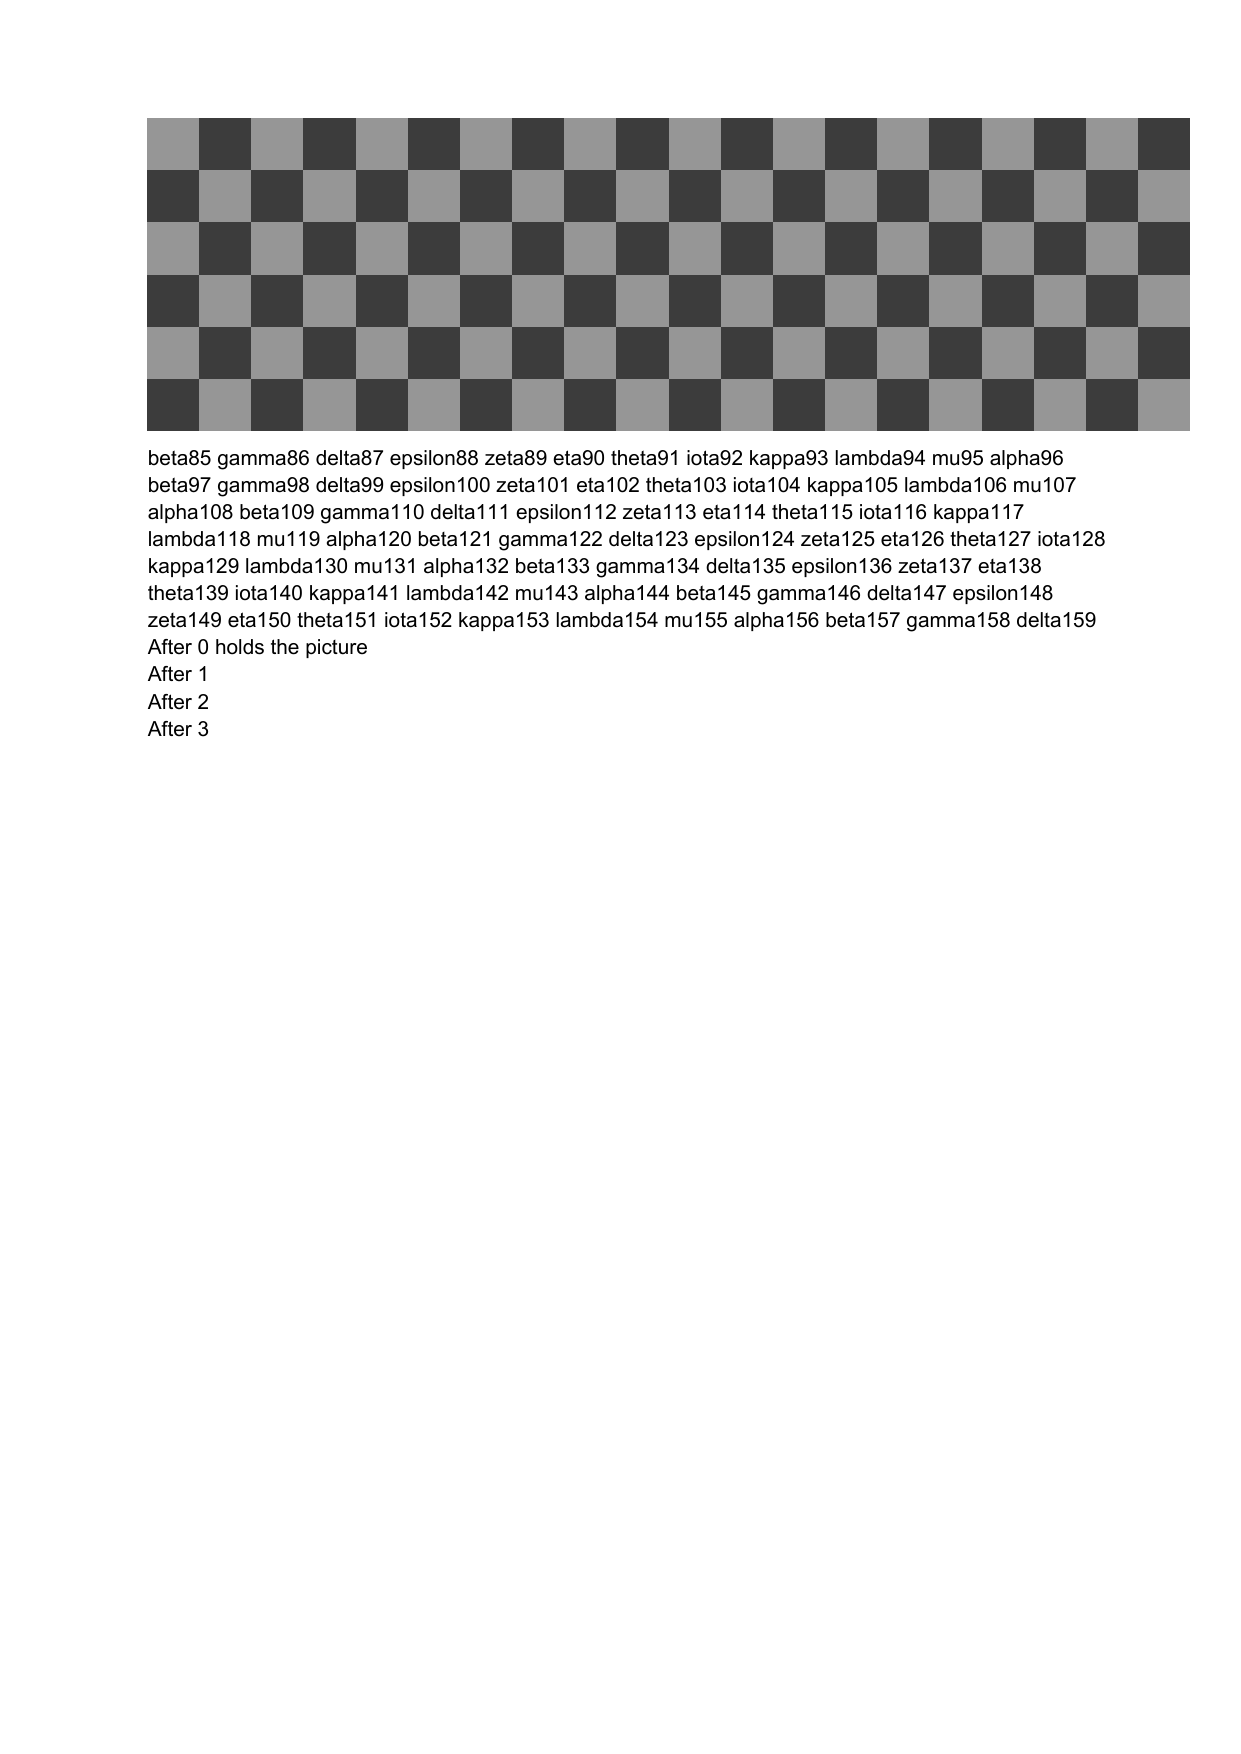 beta85 gamma86 delta87 epsilon88 zeta89 eta90 theta91 iota92 kappa93 lambda94 mu95 alpha96
beta97 gamma98 delta99 epsilon100 zeta101 eta102 theta103 iota104 kappa105 lambda106 mu107
alpha108 beta109 gamma110 delta111 epsilon112 zeta113 eta114 theta115 iota116 kappa117
lambda118 mu119 alpha120 beta121 gamma122 delta123 epsilon124 zeta125 eta126 theta127 iota128
kappa129 lambda130 mu131 alpha132 beta133 gamma134 delta135 epsilon136 zeta137 eta138
theta139 iota140 kappa141 lambda142 mu143 alpha144 beta145 gamma146 delta147 epsilon148
zeta149 eta150 theta151 iota152 kappa153 lambda154 mu155 alpha156 beta157 gamma158 delta159
After 0 holds the picture
After 1
After 2
After 3